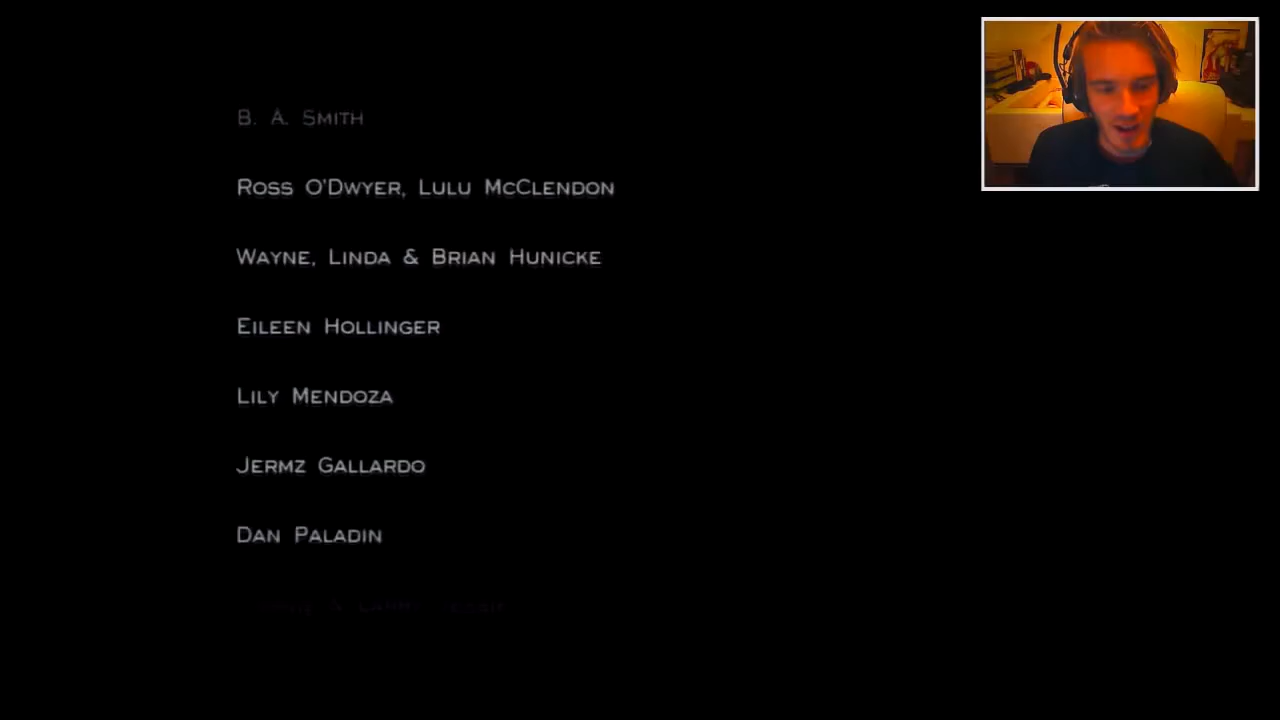 B. A. Smith
Ross O'Dwyer, Lulu McClendon
Wayne, Linda & Brian Hunicke
Eileen Hollinger
Lily Mendoza
Jermz Gallardo
Dan Paladin